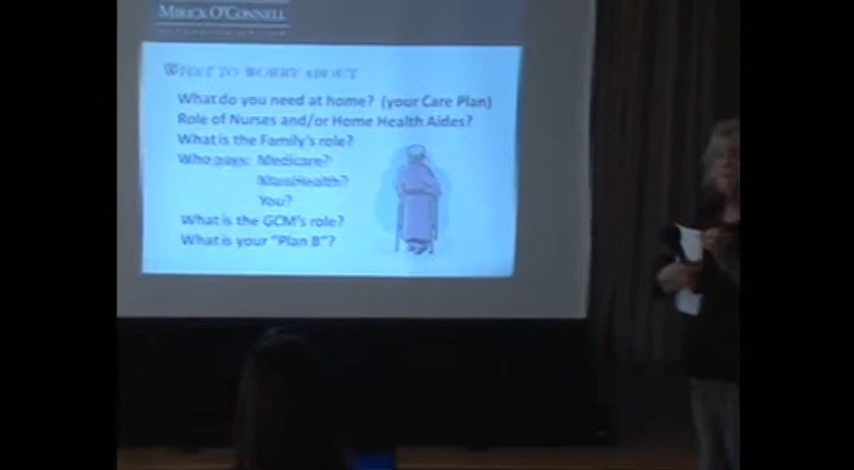 MIRICK O'CONNELL
WHAT TO WORRY ABOUT
What do you need at home? (your Care Plan)
Role of Nurses and/or Home Health Aides?
What is the Family's role?
Who pays: Medicare?
MassHealth?
You?
What is the GCM's role?
What is your "Plan B"?